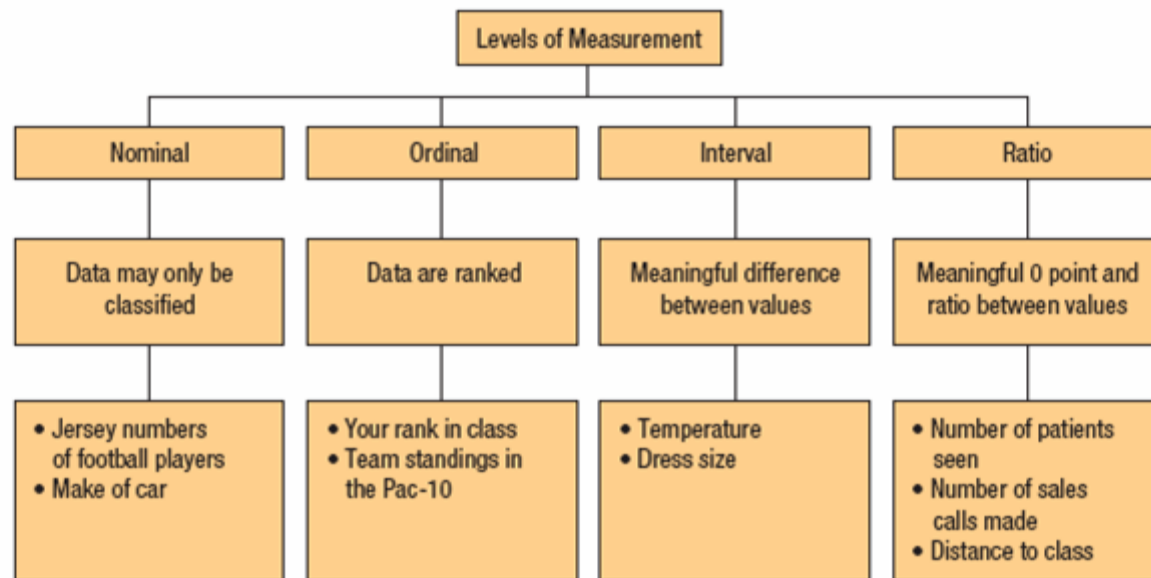 Levels of Measurement
Nominal
Ordinal
Interval
Ratio
Data may only be
classified
Data are ranked
Meaningful difference
between values
Meaningful 0 point and
ratio between values
• Jersey numbers
of football players
• Make of car
• Your rank in class
• Team standings in
the Pac-10
• Temperature
• Dress size
• Number of patients
seen
• Number of sales
calls made
• Distance to class